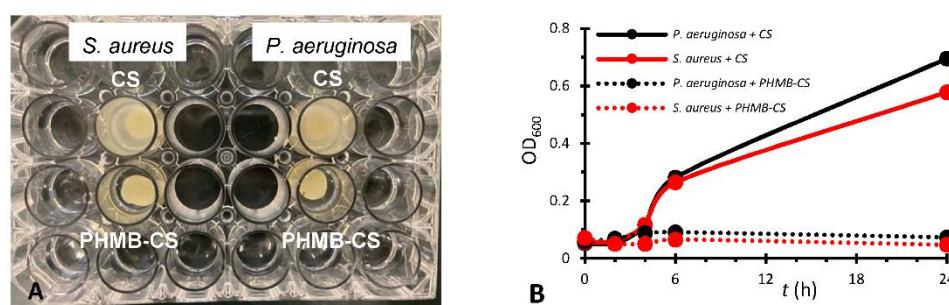 S. aureus
P. aeruginosa
CS
CS
PHMB-CS
PHMB-CS
A
0.8
0.6
0.4
0.2
0
OD600
P. aeruginosa + CS
S. aureus + CS
P. aeruginosa + PHMB-CS
S. aureus + PHMB-CS
0
6
12
18
24
t (h)
B